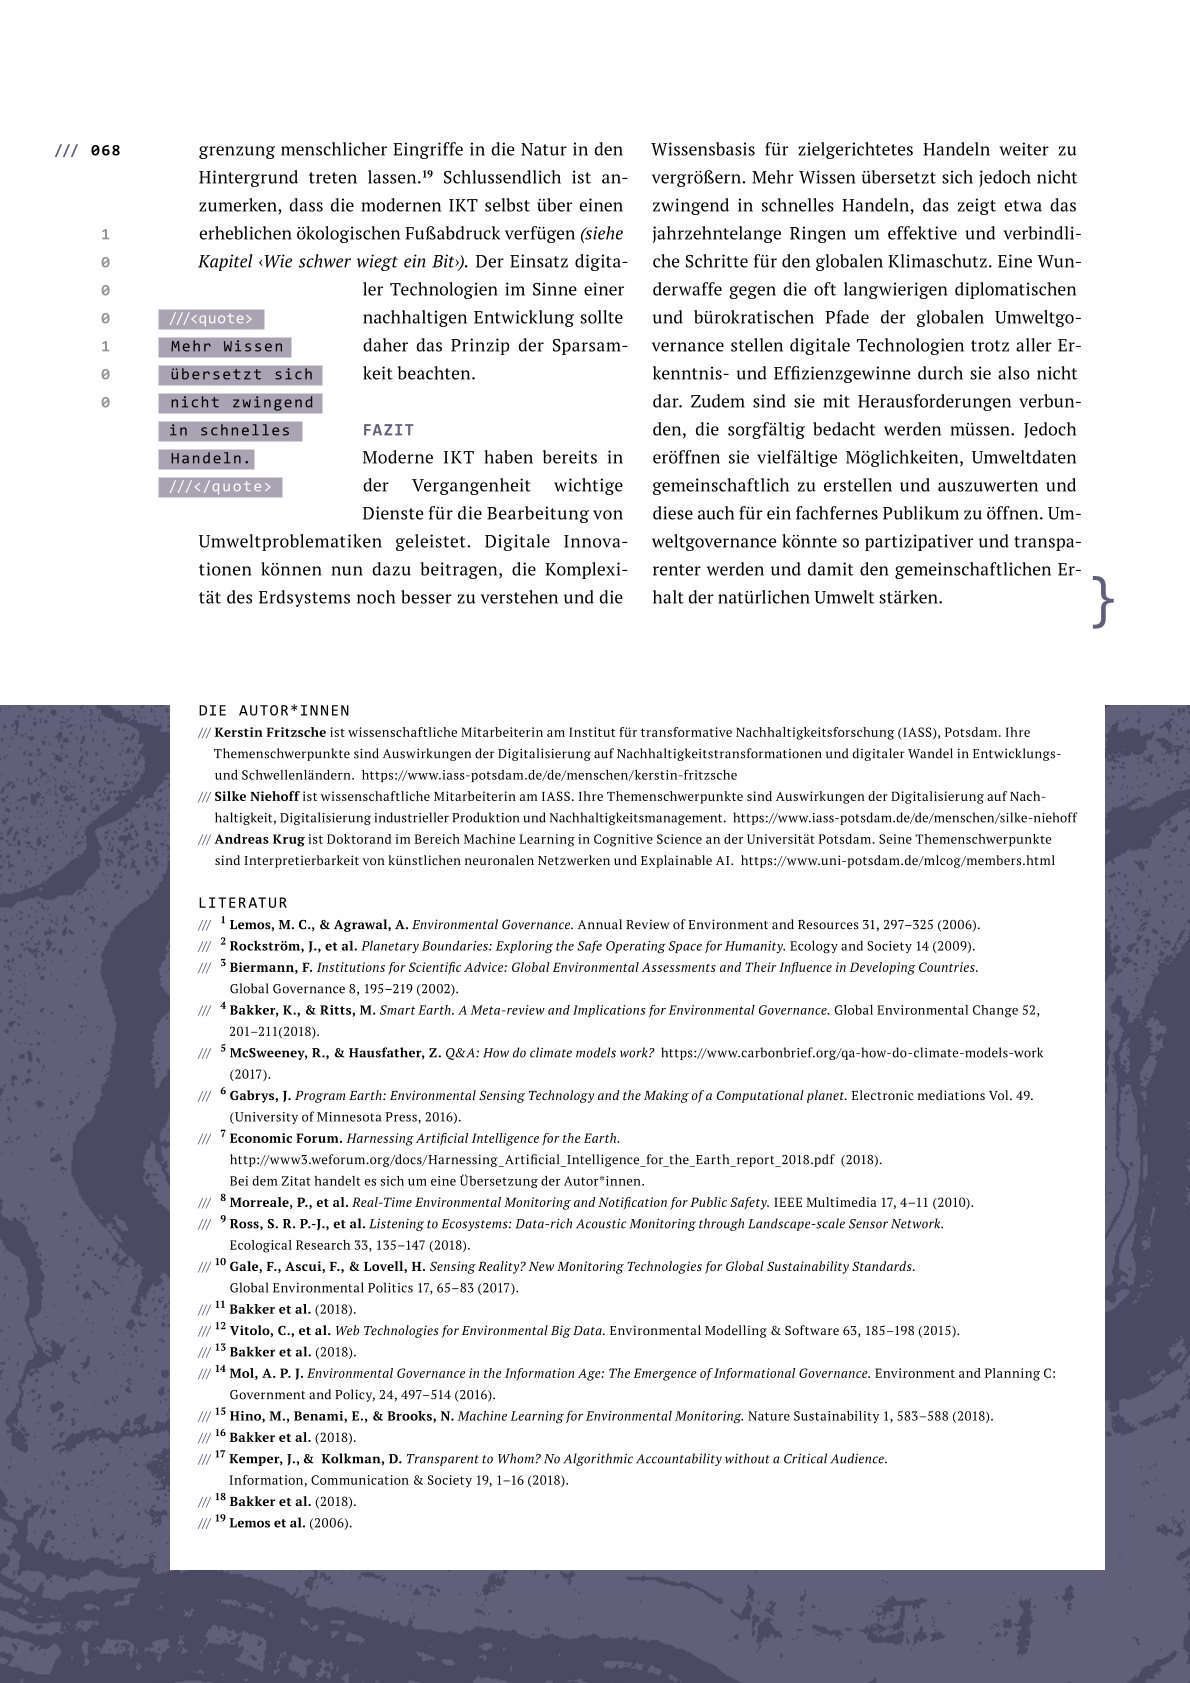 /// 068
1
0
0
0
1
0
0
grenzung menschlicher Eingriffe in die Natur in den
Hintergrund treten lassen.¹⁹ Schlussendlich ist an-
zumerken, dass die modernen IKT selbst über einen
erheblichen ökologischen Fußabdruck verfügen (siehe
Kapitel ‹Wie schwer wiegt ein Bit›). Der Einsatz digita-
ler Technologien im Sinne einer
nachhaltigen Entwicklung sollte
daher das Prinzip der Sparsam-
keit beachten.
///<quote>
Mehr Wissen
übersetzt sich
nicht zwingend
in schnelles
Handeln.
///</quote>
FAZIT
Moderne IKT haben bereits in
der Vergangenheit wichtige
Dienste für die Bearbeitung von
Umweltproblematiken geleistet. Digitale Innova-
tionen können nun dazu beitragen, die Komplexi-
tät des Erdsystems noch besser zu verstehen und die
Wissensbasis für zielgerichtetes Handeln weiter zu
vergrößern. Mehr Wissen übersetzt sich jedoch nicht
zwingend in schnelles Handeln, das zeigt etwa das
jahrzehntelange Ringen um effektive und verbindli-
che Schritte für den globalen Klimaschutz. Eine Wun-
derwaffe gegen die oft langwierigen diplomatischen
und bürokratischen Pfade der globalen Umweltgo-
vernance stellen digitale Technologien trotz aller Er-
kenntnis- und Effizienzgewinne durch sie also nicht
dar. Zudem sind sie mit Herausforderungen verbun-
den, die sorgfältig bedacht werden müssen. Jedoch
eröffnen sie vielfältige Möglichkeiten, Umweltdaten
gemeinschaftlich zu erstellen und auszuwerten und
diese auch für ein fachfernes Publikum zu öffnen. Um-
weltgovernance könnte so partizipativer und transpa-
renter werden und damit den gemeinschaftlichen Er-
halt der natürlichen Umwelt stärken.
}
DIE AUTOR*INNEN
/// Kerstin Fritzsche ist wissenschaftliche Mitarbeiterin am Institut für transformative Nachhaltigkeitsforschung (IASS), Potsdam. Ihre
Themenschwerpunkte sind Auswirkungen der Digitalisierung auf Nachhaltigkeitstransformationen und digitaler Wandel in Entwicklungs-
und Schwellenländern. https://www.iass-potsdam.de/de/menschen/kerstin-fritzsche
/// Silke Niehoff ist wissenschaftliche Mitarbeiterin am IASS. Ihre Themenschwerpunkte sind Auswirkungen der Digitalisierung auf Nach-
haltigkeit, Digitalisierung industrieller Produktion und Nachhaltigkeitsmanagement. https://www.iass-potsdam.de/de/menschen/silke-niehoff
/// Andreas Krug ist Doktorand im Bereich Machine Learning in Cognitive Science an der Universität Potsdam. Seine Themenschwerpunkte
sind Interpretierbarkeit von künstlichen neuronalen Netzwerken und Explainable AI. https://www.uni-potsdam.de/mlcog/members.html
LITERATUR
/// ¹ Lemos, M. C., & Agrawal, A. Environmental Governance. Annual Review of Environment and Resources 31, 297–325 (2006).
/// ² Rockström, J., et al. Planetary Boundaries: Exploring the Safe Operating Space for Humanity. Ecology and Society 14 (2009).
/// ³ Biermann, F. Institutions for Scientific Advice: Global Environmental Assessments and Their Influence in Developing Countries.
Global Governance 8, 195–219 (2002).
/// ⁴ Bakker, K., & Ritts, M. Smart Earth. A Meta-review and Implications for Environmental Governance. Global Environmental Change 52,
201–211(2018).
/// ⁵ McSweeney, R., & Hausfather, Z. Q&A: How do climate models work? https://www.carbonbrief.org/qa-how-do-climate-models-work
(2017).
/// ⁶ Gabrys, J. Program Earth: Environmental Sensing Technology and the Making of a Computational planet. Electronic mediations Vol. 49.
(University of Minnesota Press, 2016).
/// ⁷ Economic Forum. Harnessing Artificial Intelligence for the Earth.
http://www3.weforum.org/docs/Harnessing_Artificial_Intelligence_for_the_Earth_report_2018.pdf (2018).
Bei dem Zitat handelt es sich um eine Übersetzung der Autor*innen.
/// ⁸ Morreale, P., et al. Real-Time Environmental Monitoring and Notification for Public Safety. IEEE Multimedia 17, 4–11 (2010).
/// ⁹ Ross, S. R. P.-J., et al. Listening to Ecosystems: Data-rich Acoustic Monitoring through Landscape-scale Sensor Network.
Ecological Research 33, 135–147 (2018).
/// ¹⁰ Gale, F., Ascui, F., & Lovell, H. Sensing Reality? New Monitoring Technologies for Global Sustainability Standards.
Global Environmental Politics 17, 65–83 (2017).
/// ¹¹ Bakker et al. (2018).
/// ¹² Vitolo, C., et al. Web Technologies for Environmental Big Data. Environmental Modelling & Software 63, 185–198 (2015).
/// ¹³ Bakker et al. (2018).
/// ¹⁴ Mol, A. P. J. Environmental Governance in the Information Age: The Emergence of Informational Governance. Environment and Planning C:
Government and Policy, 24, 497–514 (2016).
/// ¹⁵ Hino, M., Benami, E., & Brooks, N. Machine Learning for Environmental Monitoring. Nature Sustainability 1, 583–588 (2018).
/// ¹⁶ Bakker et al. (2018).
/// ¹⁷ Kemper, J., & Kolkman, D. Transparent to Whom? No Algorithmic Accountability without a Critical Audience.
Information, Communication & Society 19, 1–16 (2018).
/// ¹⁸ Bakker et al. (2018).
/// ¹⁹ Lemos et al. (2006).